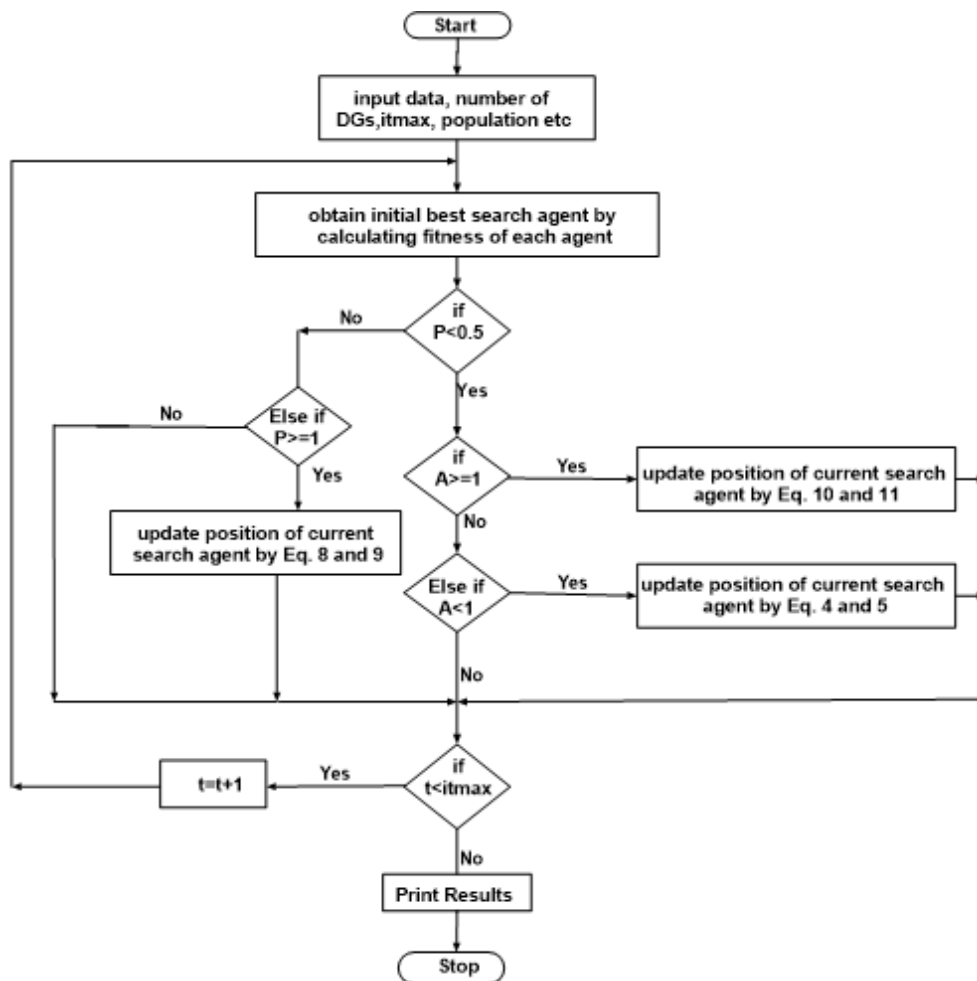 Start
input data, number of
DGs,itmax, population etc
obtain initial best search agent by
calculating fitness of each agent
if
P<0.5
No
Yes
Else if
P>=1
No
Yes
update position of current
search agent by Eq. 8 and 9
if
A>=1
Yes
update position of current search
agent by Eq. 10 and 11
No
Else if
A<1
Yes
update position of current search
agent by Eq. 4 and 5
No
if
t<itmax
Yes
t=t+1
No
Print Results
Stop